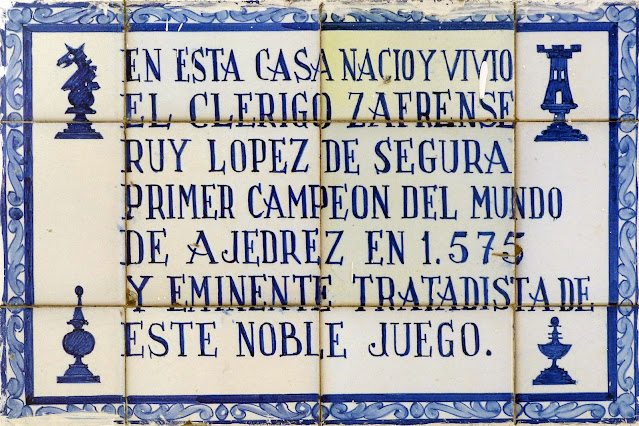 EN ESTA CASA NACIO Y VIVIO
EL CLERIGO ZAFRENSE
RUY LOPEZ DE SEGURA
PRIMER CAMPEON DEL MUNDO
DE AJEDREZ EN 1.575
Y EMINENTE TRATADISTA DE
ESTE NOBLE JUEGO.